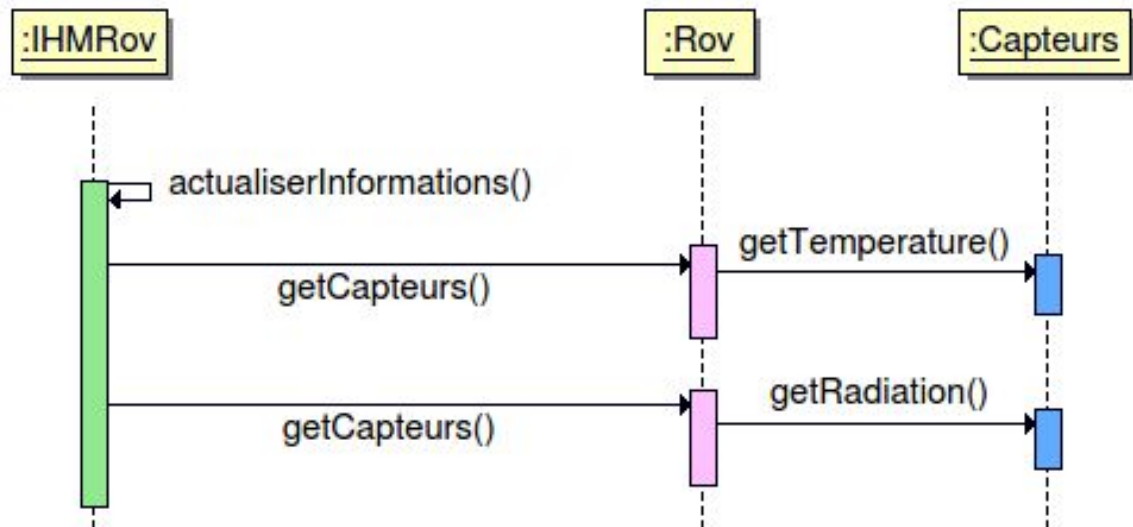 :IHMRov
:Rov
:Capteurs
actualiserInformations()
getTemperature()
getCapteurs()
getRadiation()
getCapteurs()